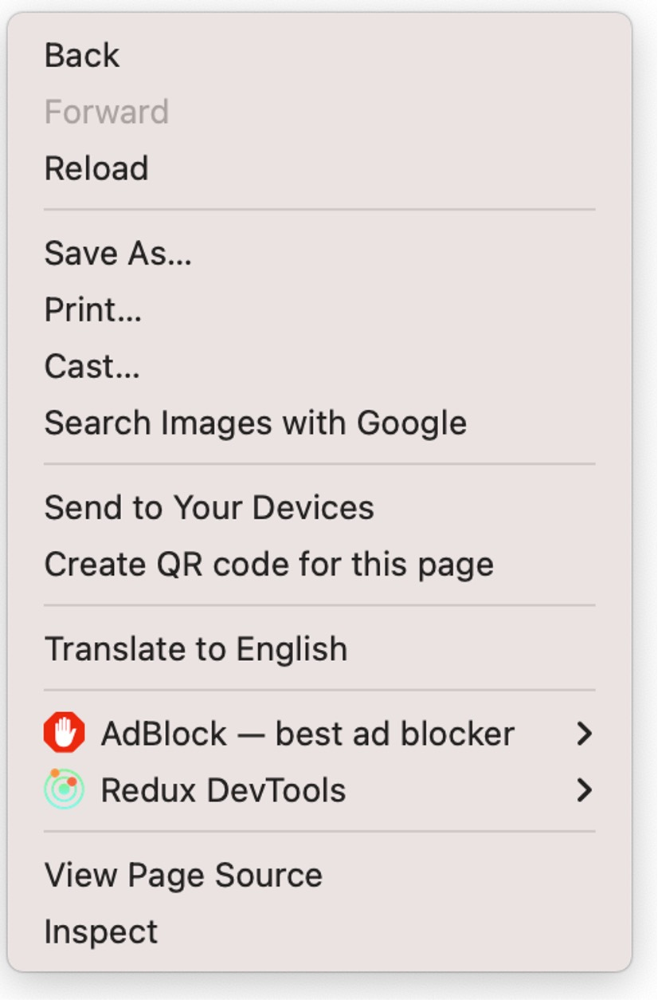 Back
Forward
Reload
Save As...
Print...
Cast...
Search Images with Google
Send to Your Devices
Create QR code for this page
Translate to English
AdBlock — best ad blocker
Redux DevTools
View Page Source
Inspect